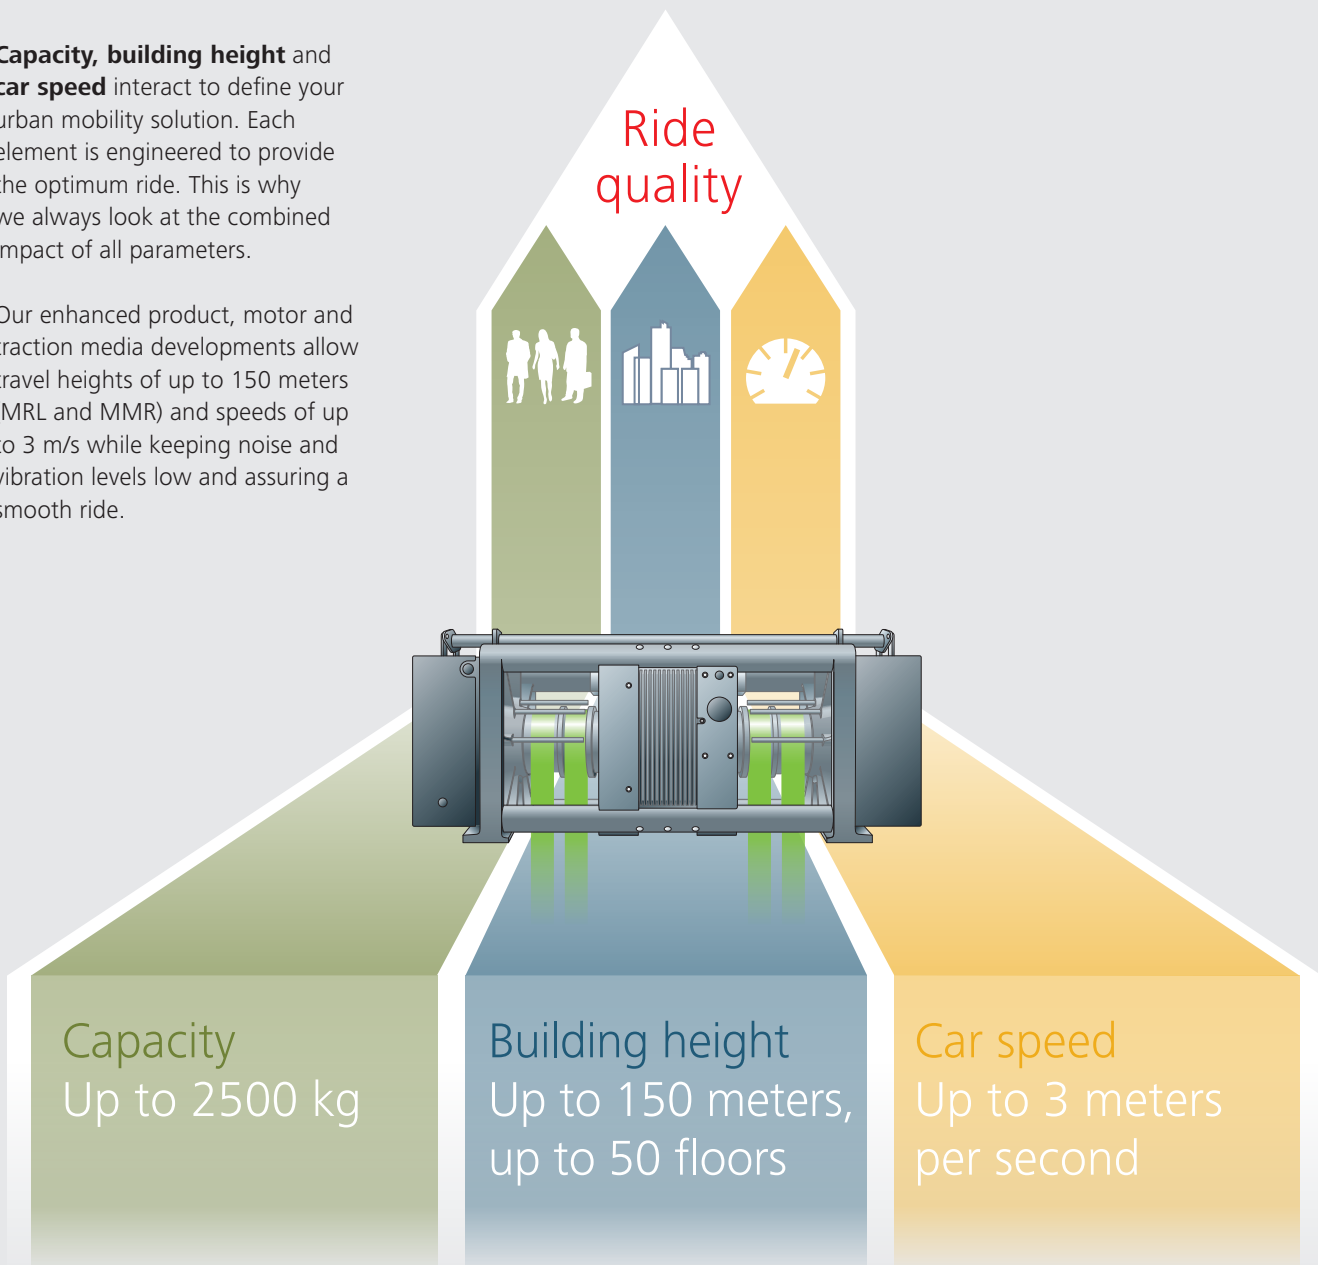 Capacity, building height and
car speed interact to define your
urban mobility solution. Each
element is engineered to provide
the optimum ride. This is why
we always look at the combined
impact of all parameters.
Our enhanced product, motor and
traction media developments allow
travel heights of up to 150 meters
(MRL and MMR) and speeds of up
to 3 m/s while keeping noise and
vibration levels low and assuring a
smooth ride.
Ride
quality
Capacity
Up to 2500 kg
Building height
Up to 150 meters,
up to 50 floors
Car speed
Up to 3 meters
per second